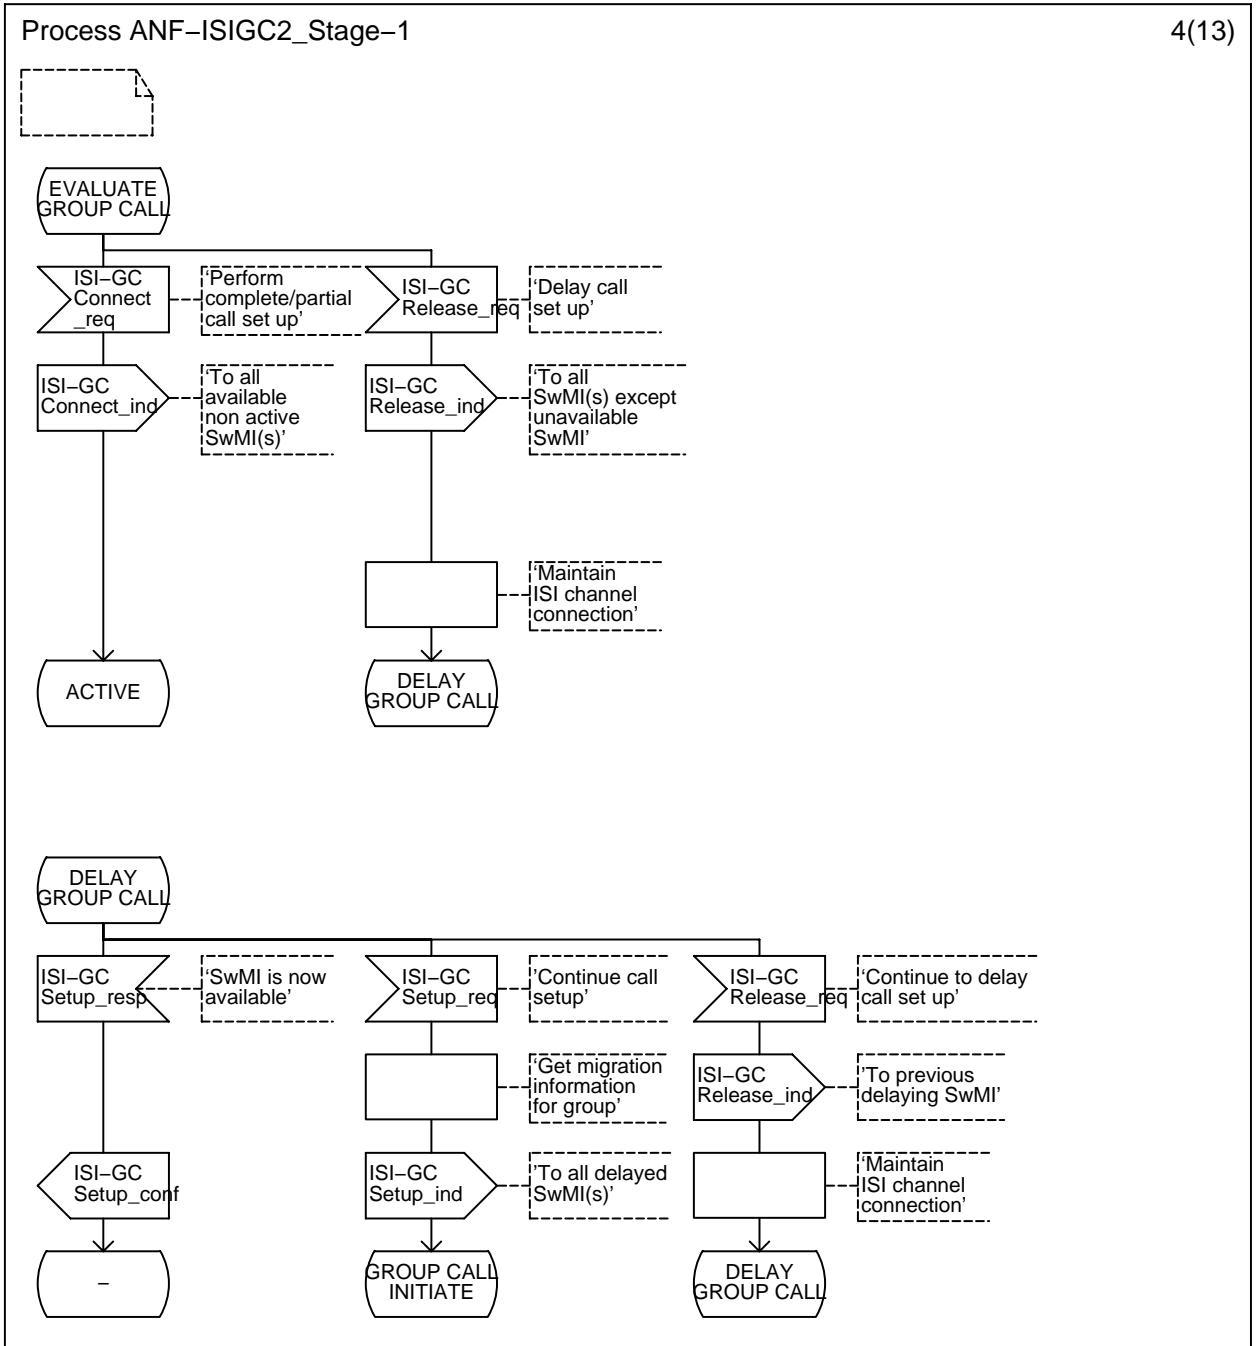 Process ANF−ISIGC2_Stage−1
4(13)
EVALUATE
GROUP CALL
ISI−GC
Connect
_req
‘Perform
complete/partial
call set up’
ISI−GC
Release_req
‘Delay call
set up’
ISI−GC
Connect_ind
‘To all
available
non active
SwMI(s)’
ISI−GC
Release_ind
‘To all
SwMI(s) except
unavailable
SwMI’
‘Maintain
ISI channel
connection’
ACTIVE
DELAY
GROUP CALL
DELAY
GROUP CALL
ISI−GC
Setup_resp
‘SwMI is now
available’
ISI−GC
Setup_req
’Continue call
setup’
ISI−GC
Release_req
‘Continue to delay
call set up’
‘Get migration
information
for group’
ISI−GC
Release_ind
’To previous
delaying SwMI’
ISI−GC
Setup_conf
ISI−GC
Setup_ind
’To all delayed
SwMI(s)’
‘Maintain
ISI channel
connection’
−
GROUP CALL
INITIATE
DELAY
GROUP CALL